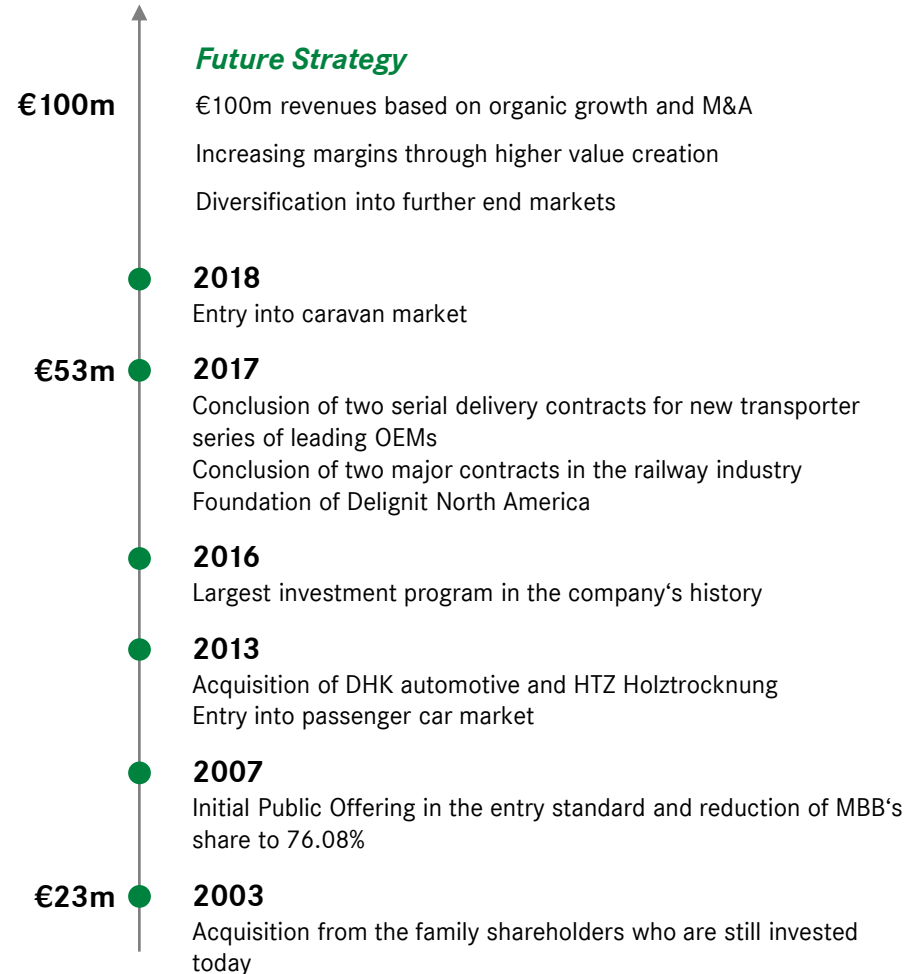 Future Strategy
€100m
€100m revenues based on organic growth and M&A
Increasing margins through higher value creation
Diversification into further end markets
2018
Entry into caravan market
€53m
2017
Conclusion of two serial delivery contracts for new transporter
series of leading OEMs
Conclusion of two major contracts in the railway industry
Foundation of Delignit North America
2016
Largest investment program in the company‘s history
2013
Acquisition of DHK automotive and HTZ Holztrocknung
Entry into passenger car market
2007
Initial Public Offering in the entry standard and reduction of MBB‘s
share to 76.08%
€23m
2003
Acquisition from the family shareholders who are still invested
today